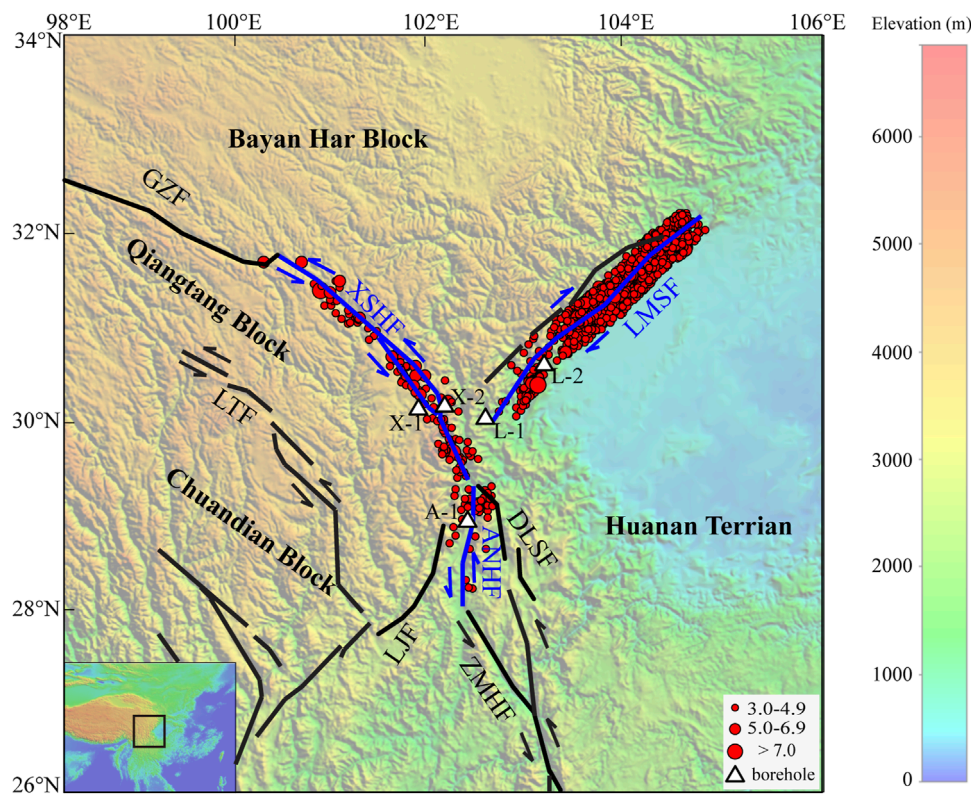 98°E 100°E 102°E 104°E 106°E
Elevation (m)
34°N
Bayan Har Block
6000
GZF
32°N
Qiangtang Block
5000
XSHF
LMSF
4000
LTF
L-2
X-2
30°N
X-1
L-1
3000
Chuandian Block
A-1
DLSF
Huanan Terrian
ANHF
2000
28°N
LJF
ZMHF
1000
3.0-4.9
5.0-6.9
> 7.0
borehole
26°N
0